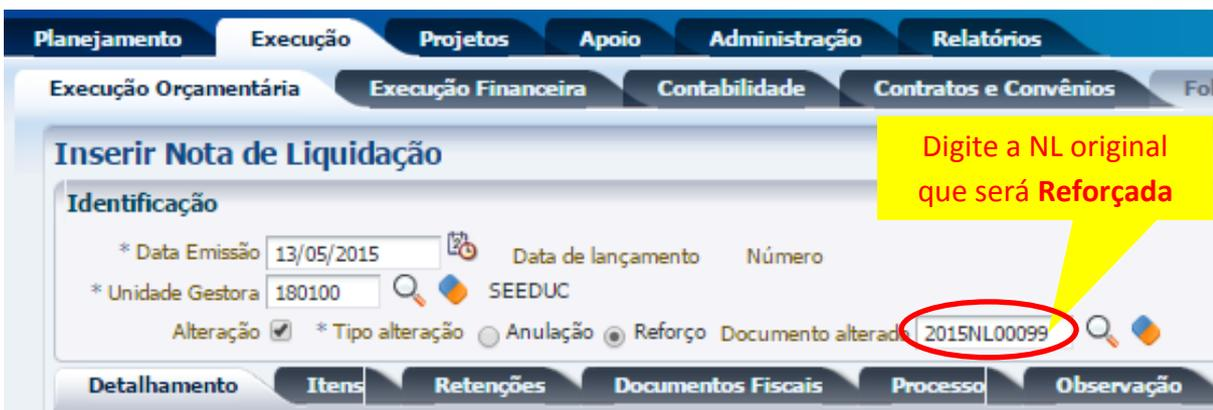 Planejamento Execução Projetos Apoio Administração Relatórios
Execução Orçamentária Execução Financeira Contabilidade Contratos e Convênios
Inserir Nota de Liquidação
Digite a NL original
que será Reforçada
Identificação
* Data Emissão 13/05/2015 Data de lançamento Número
* Unidade Gestora 180100 SEEDUC
Alteração * Tipo alteração Anulação Reforço Documento alterado 2015NL00099
Detalhamento Itens Retenções Documentos Fiscais Processo Observação